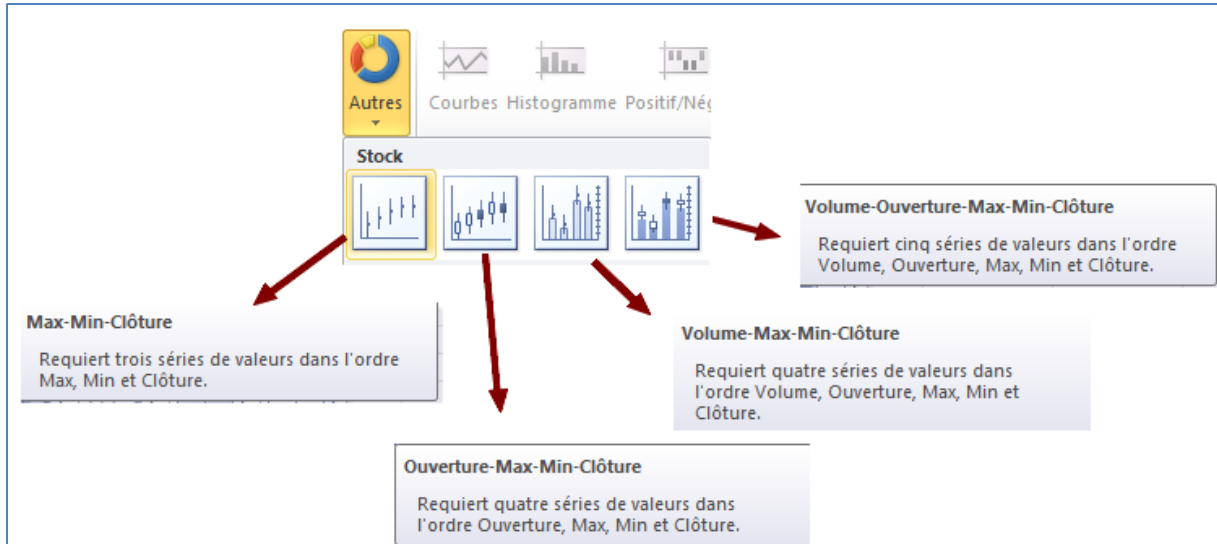 Autres
Courbes
Histogramme
Positif/Nég
Stock
Volume-Ouverture-Max-Min-Clôture
Requiert cinq séries de valeurs dans l'ordre
Volume, Ouverture, Max, Min et Clôture.
Max-Min-Clôture
Requiert trois séries de valeurs dans l'ordre
Max, Min et Clôture.
Volume-Max-Min-Clôture
Requiert quatre séries de valeurs dans
l'ordre Volume, Ouverture, Max, Min et
Clôture.
Ouverture-Max-Min-Clôture
Requiert quatre séries de valeurs dans
l'ordre Ouverture, Max, Min et Clôture.